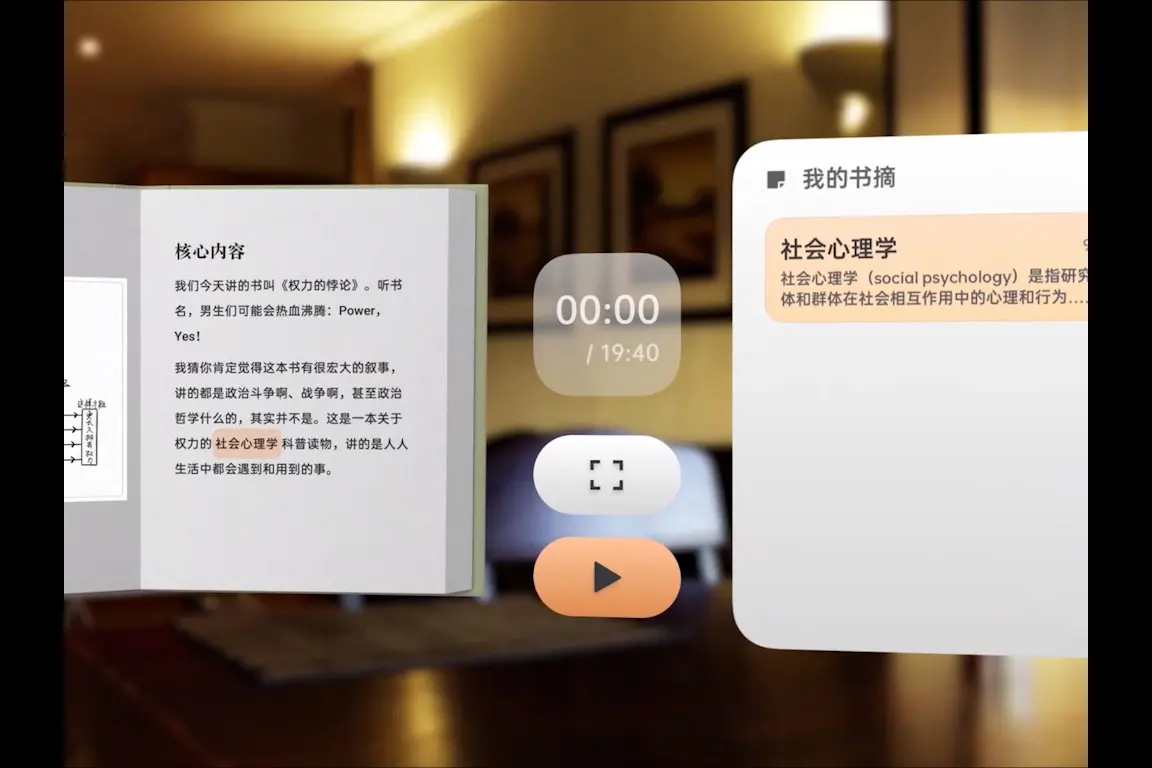 核心内容
我们今天讲的书叫《权力的悖论》。听书
名，男生们可能会热血沸腾：Power，
Yes！
我猜你肯定觉得这本书有很宏大的叙事，
讲的都是政治斗争啊、战争啊，甚至政治
哲学什么的，其实并不是。这是一本关于
权力的社会心理学科普读物，讲的是人人
生活中都会遇到和用到的事。
00:00
/ 19:40
我的书摘
社会心理学
社会心理学（social psychology）是指研究
体和群体在社会相互作用中的心理和行为....